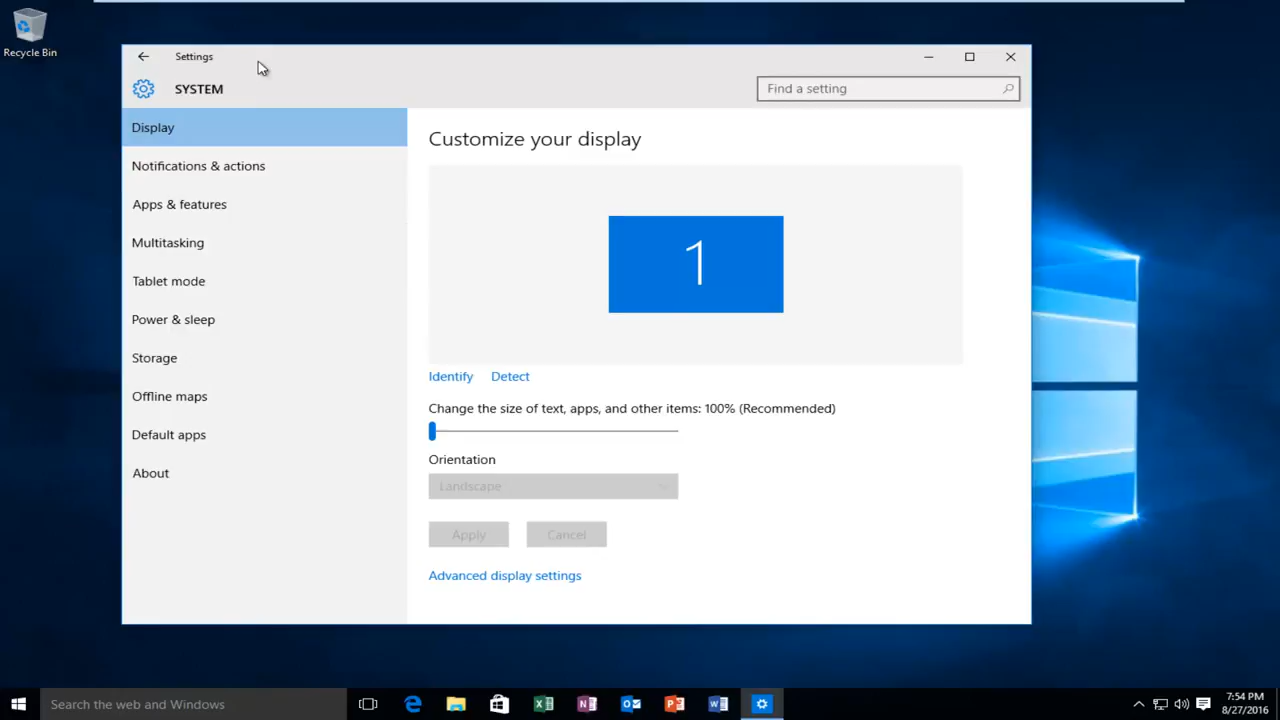 Recycle Bin
Settings
SYSTEM
Find a setting
Display
Notifications & actions
Apps & features
Multitasking
Tablet mode
Power & sleep
Storage
Offline maps
Default apps
About
Customize your display
1
Identify Detect
Change the size of text, apps, and other items: 100% (Recommended)
Orientation
Landscape
Apply Cancel
Advanced display settings
Search the web and Windows
7:54 PM
8/27/2016